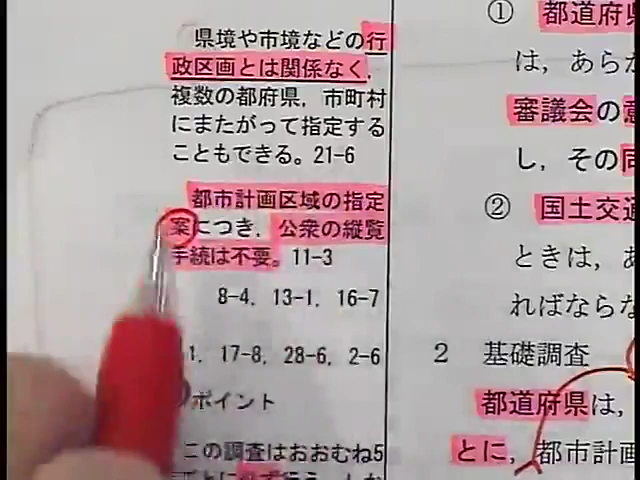 県境や市境などの行
政区画とは関係なく,
複数の都府県，市町村
にまたがって指定する
こともできる。21-6
都市計画区域の指定
案につき，公衆の縦覧
手続は不要。11-3
8-4，13-1，16-7
1，17-8，28-6，2-6
ポイント
この調査はおおむね5
① 都道府県
は，あらか
審議会の意
し，その同
② 国土交通
ときは，あ
ればならな
2 基礎調査
都道府県は，
とに，都市計画